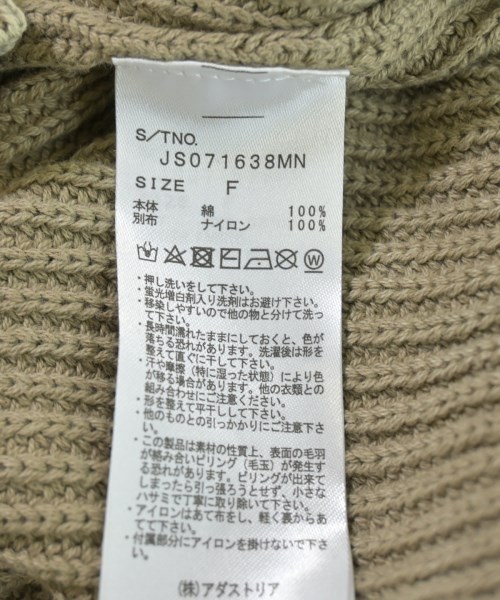 S/TNO.
JS071638MN
SIZE F
本体 綿 100%
別布 ナイロン 100%
・押し洗いをして下さい。
・蛍光増白剤入り洗剤はお避け下さい。
・移染しやすいので他の物と分けて洗っ
て下さい。
・長時間濡れたままにしておくと、色が
落ちる恐れがあります。洗濯後は形を
整えて直ぐに干して下さい。
・汗や摩擦（特に湿った状態）により色
が移る場合があります。他の衣類との
組み合わせにご注意ください。
・形を整えて平干しして下さい。
・他のものとの引っかかりにご注意下さ
い。
・この製品は素材の性質上、表面の毛羽
が絡み合いピリング（毛玉）が発生す
る恐れがあります。ピリングが出来て
しまったら引っ張ろうとせず、小さな
ハサミで丁寧に取り除いて下さい。
・アイロンはあて布をし、軽く裏からあ
てて下さい。
・付属部分にアイロンを掛けないで下さ
い。
(株)アダストリア